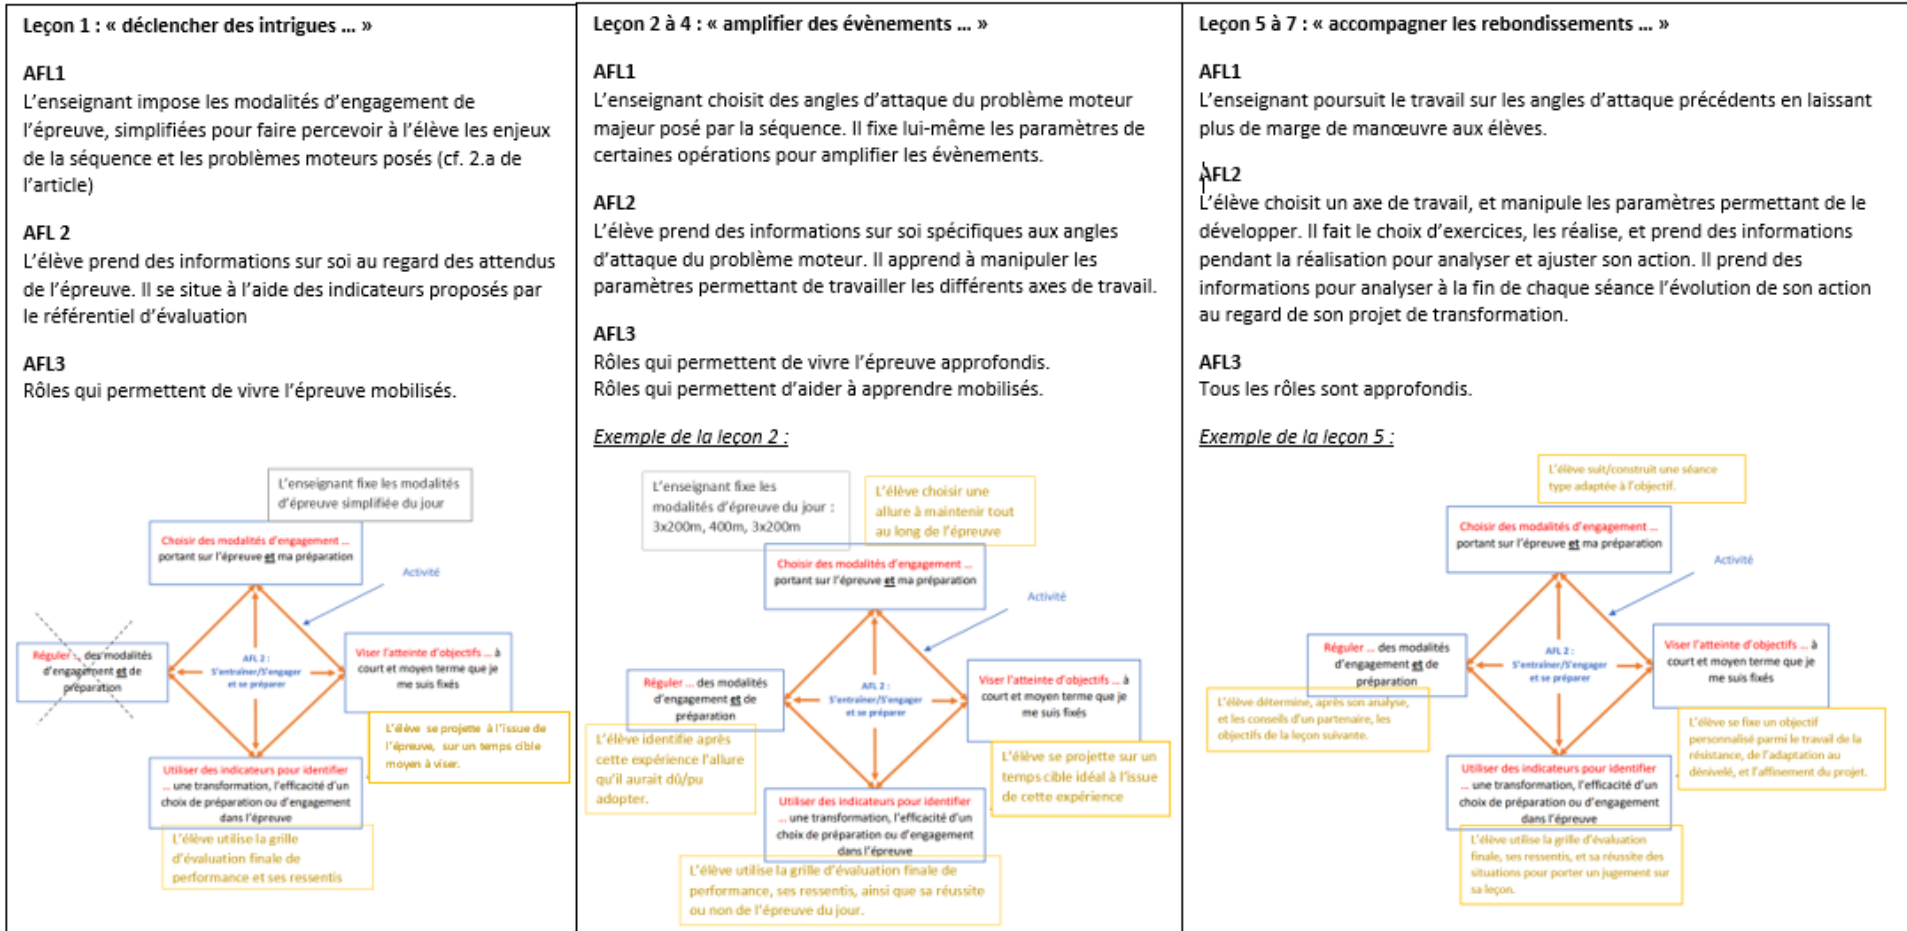 Leçon 1 : « déclencher des intrigues ... »
AFL1
L'enseignant impose les modalités d'engagement de
l'épreuve, simplifiées pour faire percevoir à l'élève les enjeux
de la séquence et les problèmes moteurs posés (cf. 2.a de
l'article)
AFL 2
L'élève prend des informations sur soi au regard des attendus
de l'épreuve. Il se situe à l'aide des indicateurs proposés par
le référentiel d'évaluation
AFL3
Rôles qui permettent de vivre l'épreuve mobilisés.
L'enseignant fixe les modalités
d'épreuve simplifiée du jour
Choisir des modalités d'engagement ...
portant sur l'épreuve et ma préparation
Activité
Réguler ... des modalités
d'engagement et de
préparation
AFL 2 :
S'entraîner/S'engager
et se préparer
Viser l'atteinte d'objectifs ... à
court et moyen terme que je
me suis fixés
L'élève se projette à l'issue de
l'épreuve, sur un temps cible
moyen à viser.
Utiliser des indicateurs pour identifier
... une transformation, l'efficacité d'un
choix de préparation ou d'engagement
dans l'épreuve
L'élève utilise la grille
d'évaluation finale de
performance et ses ressentis
Leçon 2 à 4 : « amplifier des évènements ... »
AFL1
L'enseignant choisit des angles d'attaque du problème moteur
majeur posé par la séquence. Il fixe lui-même les paramètres de
certaines opérations pour amplifier les évènements.
AFL2
L'élève prend des informations sur soi spécifiques aux angles
d'attaque du problème moteur. Il apprend à manipuler les
paramètres permettant de travailler les différents axes de travail.
AFL3
Rôles qui permettent de vivre l'épreuve approfondis.
Rôles qui permettent d'aider à apprendre mobilisés.
Exemple de la leçon 2 :
L'enseignant fixe les
modalités d'épreuve du jour :
3x200m, 400m, 3x200m
L'élève choisir une
allure à maintenir tout
au long de l'épreuve
Choisir des modalités d'engagement ...
portant sur l'épreuve et ma préparation
Activité
Réguler ... des modalités
d'engagement et de
préparation
AFL 2 :
S'entraîner/S'engager
et se préparer
Viser l'atteinte d'objectifs ... à
court et moyen terme que je
me suis fixés
L'élève identifie après
cette expérience l'allure
qu'il aurait dû/pu
adopter.
L'élève se projette sur un
temps cible idéal à l'issue
de cette expérience
Utiliser des indicateurs pour identifier
... une transformation, l'efficacité d'un
choix de préparation ou d'engagement
dans l'épreuve
L'élève utilise la grille d'évaluation finale de
performance, ses ressentis, ainsi que sa réussite
ou non de l'épreuve du jour.
Leçon 5 à 7 : « accompagner les rebondissements ... »
AFL1
L'enseignant poursuit le travail sur les angles d'attaque précédents en laissant
plus de marge de manœuvre aux élèves.
AFL2
L'élève choisit un axe de travail, et manipule les paramètres permettant de le
développer. Il fait le choix d'exercices, les réalise, et prend des informations
pendant la réalisation pour analyser et ajuster son action. Il prend des
informations pour analyser à la fin de chaque séance l'évolution de son action
au regard de son projet de transformation.
AFL3
Tous les rôles sont approfondis.
Exemple de la leçon 5 :
L'élève suit/construit une séance
type adaptée à l'objectif.
Choisir des modalités d'engagement ...
portant sur l'épreuve et ma préparation
Activité
Réguler ... des modalités
d'engagement et de
préparation
AFL 2 :
S'entraîner/S'engager
et se préparer
Viser l'atteinte d'objectifs ... à
court et moyen terme que je
me suis fixés
L'élève détermine, après son analyse,
et les conseils d'un partenaire, les
objectifs de la leçon suivante.
L'élève se fixe un objectif
personnalisé parmi le travail de la
résistance, de l'adaptation au
dénivelé, et l'affinement du projet.
Utiliser des indicateurs pour identifier
... une transformation, l'efficacité d'un
choix de préparation ou d'engagement
dans l'épreuve
L'élève utilise la grille d'évaluation
finale, ses ressentis, et sa réussite des
situations pour porter un jugement sur
sa leçon.